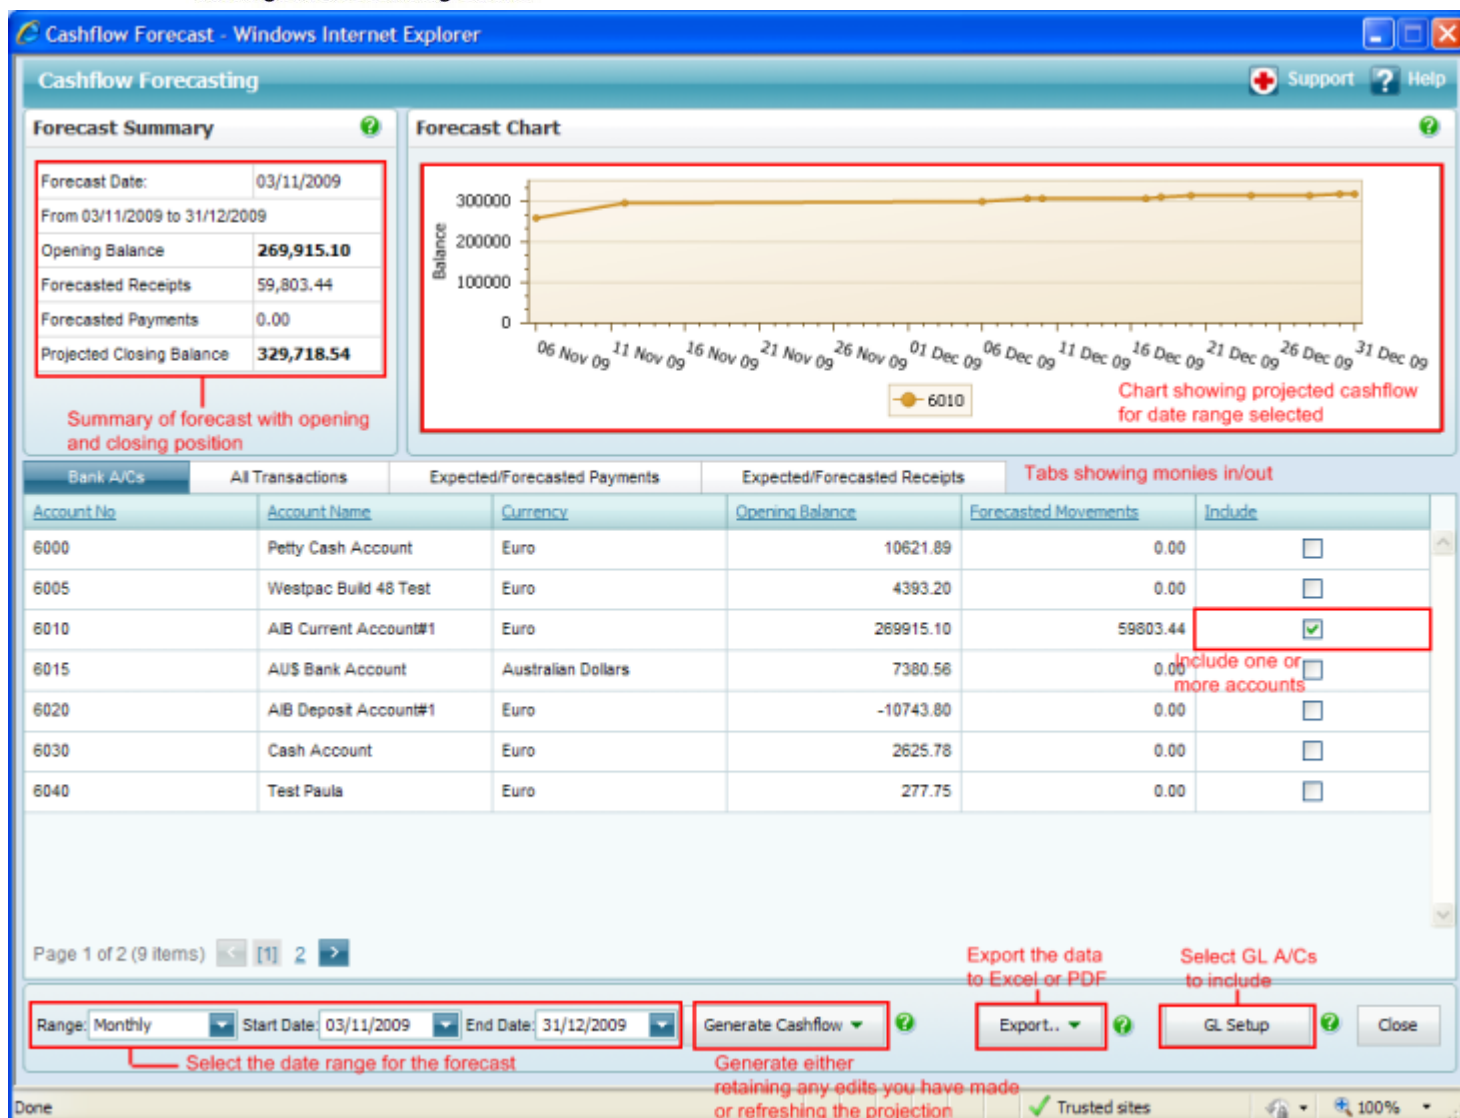 Cashflow Forecast - Windows Internet Explorer
Cashflow Forecasting
Support
Help
Forecast Summary
Forecast Date: 03/11/2009
From 03/11/2009 to 31/12/2009
Opening Balance 269,915.10
Forecasted Receipts 59,803.44
Forecasted Payments 0.00
Projected Closing Balance 329,718.54
Summary of forecast with opening
and closing position
Forecast Chart
Balance
300000
200000
100000
0
06 Nov 09 11 Nov 09 16 Nov 09 21 Nov 09 26 Nov 09 01 Dec 09 06 Dec 09 11 Dec 09 16 Dec 09 21 Dec 09 26 Dec 09 31 Dec 09
6010
Chart showing projected cashflow
for date range selected
Bank A/Cs All Transactions Expected/Forecasted Payments Expected/Forecasted Receipts
Tabs showing monies in/out
Account No Account Name Currency Opening Balance Forecasted Movements Include
6000 Petty Cash Account Euro 10621.89 0.00
6005 Westpac Build 48 Test Euro 4393.20 0.00
6010 AIB Current Account#1 Euro 269915.10 59803.44
6015 AU$ Bank Account Australian Dollars 7380.56 0.00
Include one or
more accounts
6020 AIB Deposit Account#1 Euro -10743.80 0.00
6030 Cash Account Euro 2625.78 0.00
6040 Test Paula Euro 277.75 0.00
Page 1 of 2 (9 items) < [1] 2 >
Export the data
to Excel or PDF
Select GL A/Cs
to include
Range: Monthly Start Date: 03/11/2009 End Date: 31/12/2009 Generate Cashflow Export.. GL Setup Close
Select the date range for the forecast
Generate either
retaining any edits you have made
or refreshing the projection
Done Trusted sites 100%